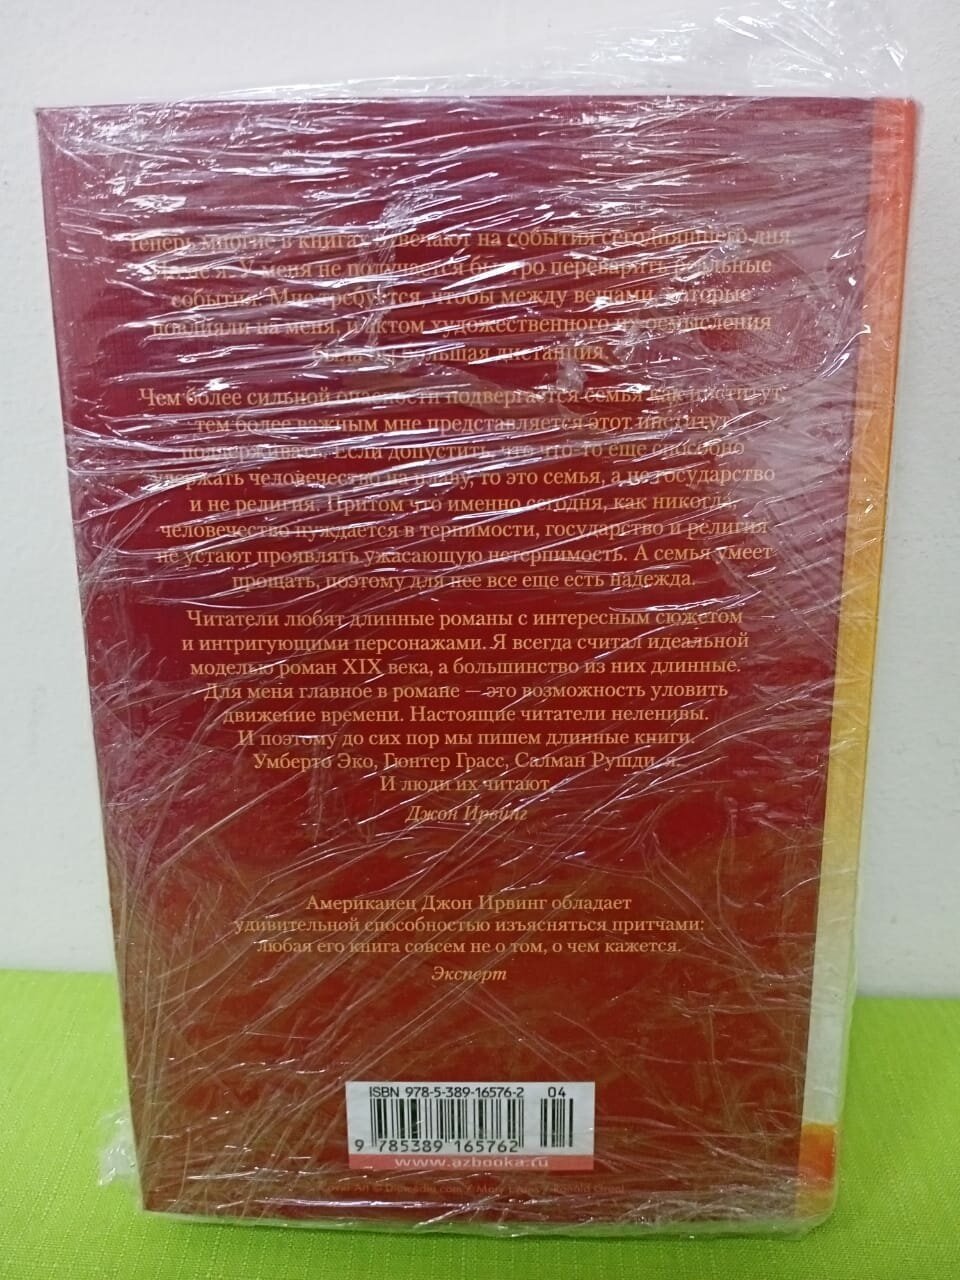 Теперь многие в книгах отвечают на события сегодняшнего дня.
я. У меня не получается быстро переварить реальные
события. Мне требуется, чтобы между вещами, которые
повлияли на меня, и актом художественного
была большая дистанция.
Чем более сильной опасности подвергается семья как институт,
тем более важным мне представляется этот институт
поддерживать. Если допустить, что что-то еще способно
удержать человечество на плаву, то это семья, а не государство
и не религия. Притом что именно сегодня, как никогда,
человечество нуждается в терпимости, государство и религия
не устают проявлять ужасающую нетерпимость. А семья умеет
прощать, поэтому для нее все еще есть надежда.
Читатели любят длинные романы с интересным сюжетом
и интригующими персонажами. Я всегда считал идеальной
моделью роман XIX века, а большинство из них длинные.
Для меня главное в романе — это возможность уловить
движение времени. Настоящие читатели неленивы.
И поэтому до сих пор мы пишем длинные книги.
Умберто Эко, Гюнтер Грасс, Салман Рушди, я.
И люди их читают.
Джон Ирвинг
Американец Джон Ирвинг обладает
удивительной способностью изъясняться притчами:
любая его книга совсем не о том, о чем кажется.
Эксперт
ISBN 978-5-389-16576-2 04
9 785389 165762
www.azbooka.ru